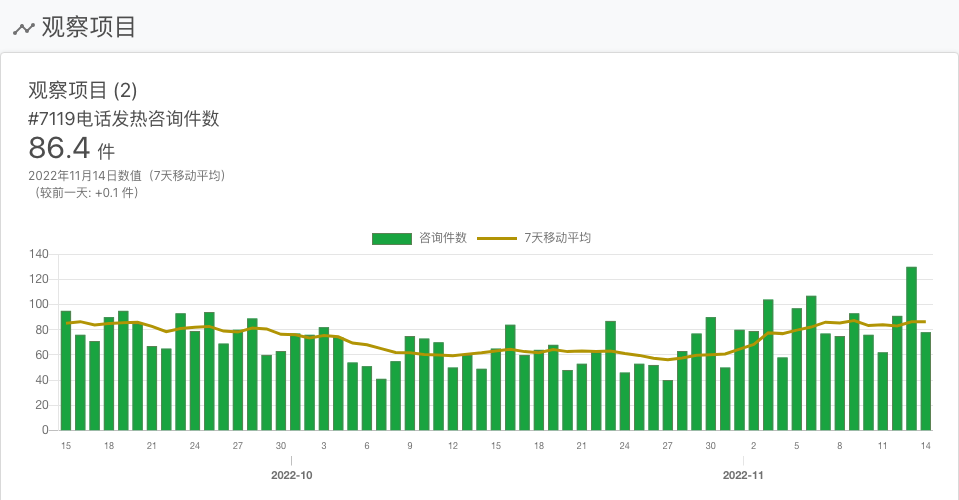 观察项目
观察项目 (2)
#7119电话发热咨询件数
86.4 件
2022年11月14日数值（7天移动平均）
（较前一天: +0.1 件）
咨询件数 7天移动平均
140
120
100
80
60
40
20
0
15 18 21 24 27 30 3 6 9 12 15 18 21 24 27 30 2 5 8 11 14
2022-10 2022-11